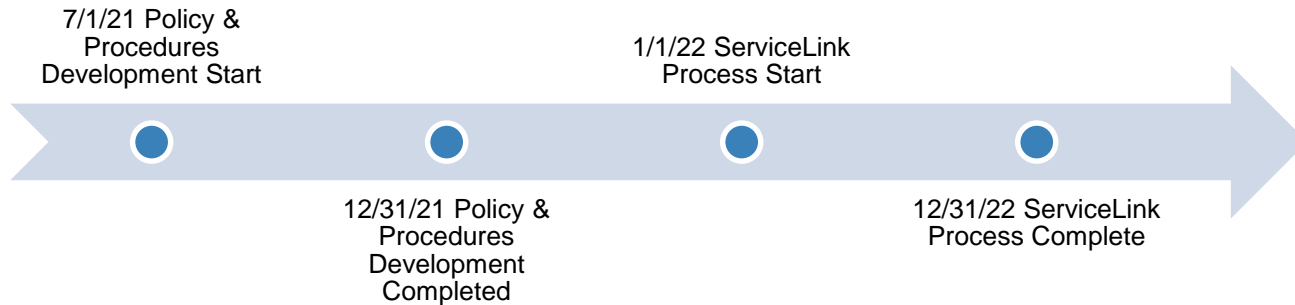 7/1/21 Policy &
Procedures
Development Start
12/31/21 Policy &
Procedures
Development
Completed
1/1/22 ServiceLink
Process Start
12/31/22 ServiceLink
Process Complete